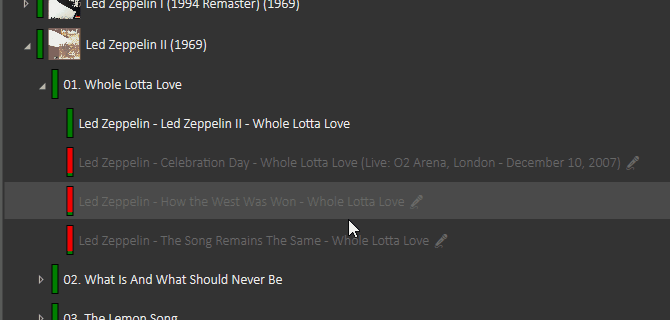 Led Zeppelin I (1994 Remaster) (1969)
Led Zeppelin II (1969)
01. Whole Lotta Love
Led Zeppelin - Led Zeppelin II - Whole Lotta Love
Led Zeppelin - Celebration Day - Whole Lotta Love (Live: O2 Arena, London - December 10, 2007)
Led Zeppelin - How the West Was Won - Whole Lotta Love
Led Zeppelin - The Song Remains The Same - Whole Lotta Love
02. What Is And What Should Never Be
03. The Lemon Song